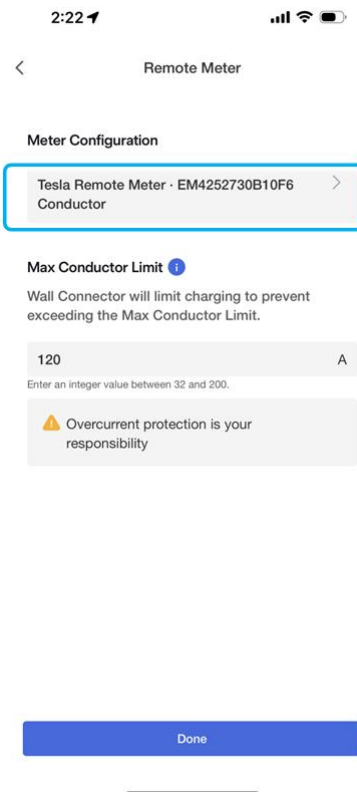 2:22
Remote Meter
Meter Configuration
Tesla Remote Meter · EM4252730B10F6
Conductor
Max Conductor Limit
Wall Connector will limit charging to prevent
exceeding the Max Conductor Limit.
120 A
Enter an integer value between 32 and 200.
Overcurrent protection is your
responsibility
Done